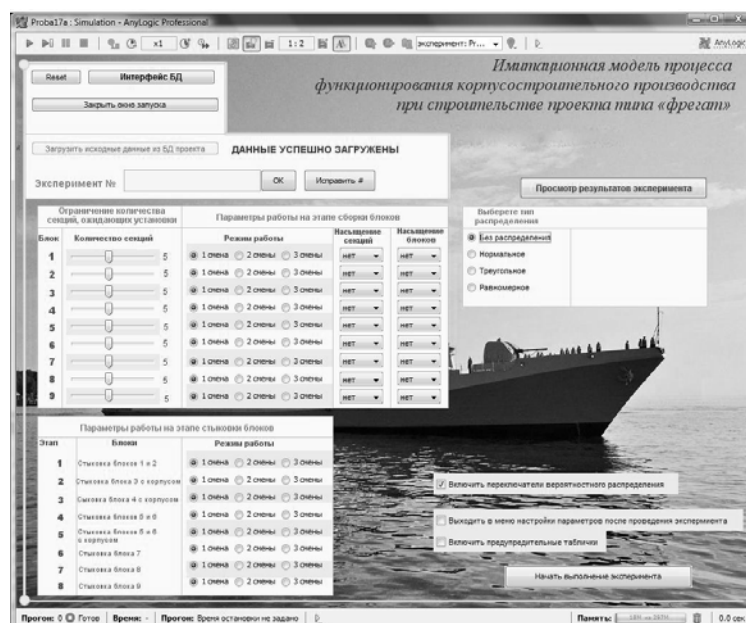 Proba17a : Simulation - AnyLogic Professional
x1
1:2
эксперимент: Pr...
AnyLogic
Имитационная модель процесса
функционирования корпусостроительного производства
при строительстве проекта типа «фрегат»
Reset
Интерфейс БД
Закрыть окно запуска
Загрузить исходные данные из БД проекта
ДАННЫЕ УСПЕШНО ЗАГРУЖЕНЫ
Эксперимент №
OK
Исправить #
Просмотр результатов эксперимента
Ограничение количества
секций, ожидающих установки
Параметры работы на этапе сборки блоков
Блок
Количество секций
Режим работы
Насыщение
секций
Насыщение
блоков
1 5 1 смена 2 смены 3 смены нет нет
2 5 1 смена 2 смены 3 смены нет нет
3 5 1 смена 2 смены 3 смены нет нет
4 5 1 смена 2 смены 3 смены нет нет
5 5 1 смена 2 смены 3 смены нет нет
6 5 1 смена 2 смены 3 смены нет нет
7 5 1 смена 2 смены 3 смены нет нет
8 5 1 смена 2 смены 3 смены нет нет
9 5 1 смена 2 смены 3 смены нет нет
Выберете тип
распределения
Без распределения
Нормальное
Треугольное
Равномерное
Параметры работы на этапе стыковки блоков
Этап
Блоки
Режим работы
1 Стыковка блоков 1 и 2 1 смена 2 смены 3 смены
2 Стыковка блока 3 с корпусом 1 смена 2 смены 3 смены
3 Стыковка блока 4 с корпусом 1 смена 2 смены 3 смены
4 Стыковка блоков 5 и 6 1 смена 2 смены 3 смены
5 Стыковка блоков 5 и 6
с корпусом 1 смена 2 смены 3 смены
6 Стыковка блока 7 1 смена 2 смены 3 смены
7 Стыковка блока 8 1 смена 2 смены 3 смены
8 Стыковка блока 9 1 смена 2 смены 3 смены
Включить переключатели вероятностного распределения
Выходить в меню настройки параметров после проведения эксперимента
Включить предупредительные таблички
Начать выполнение эксперимента
Прогон: 0 Готов Время: - Прогон: Время остановки не задано Память: 0.0 сек